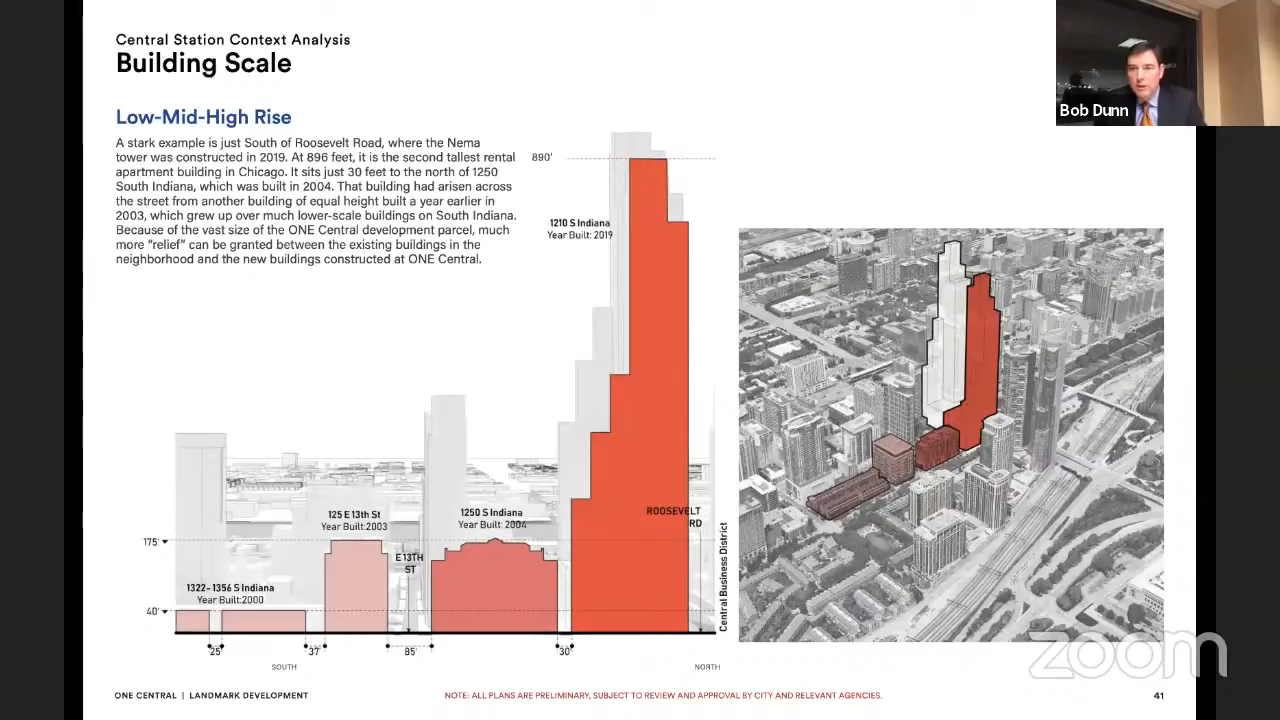 Central Station Context Analysis
Building Scale
Bob Dunn
Low-Mid-High Rise
A stark example is just South of Roosevelt Road, where the Nema
tower was constructed in 2019. At 896 feet, it is the second tallest rental
apartment building in Chicago. It sits just 30 feet to the north of 1250
South Indiana, which was built in 2004. That building had arisen across
the street from another building of equal height built a year earlier in
2003, which grew up over much lower-scale buildings on South Indiana.
Because of the vast size of the ONE Central development parcel, much
more “relief” can be granted between the existing buildings in the
neighborhood and the new buildings constructed at ONE Central.
890'
1210 S Indiana
Year Built: 2019
ROOSEVELT
RD
125 E 13th St
Year Built:2003
1250 S Indiana
Year Built: 2004
175'
E 13TH
ST
1322-1356 S Indiana
Year Built:2000
40'
Central Business District
25'
37'
85'
30'
SOUTH
NORTH
zoom
ONE CENTRAL | LANDMARK DEVELOPMENT
NOTE: ALL PLANS ARE PRELIMINARY, SUBJECT TO REVIEW AND APPROVAL BY CITY AND RELEVANT AGENCIES.
41